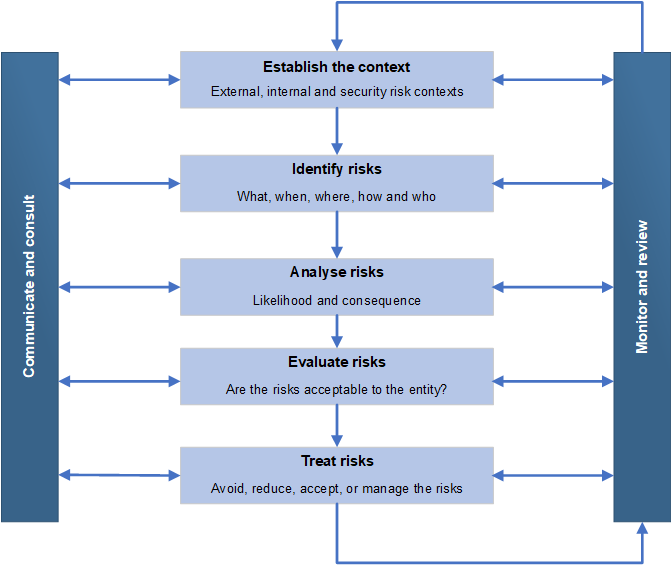 Establish the context
External, internal and security risk contexts
Identify risks
What, when, where, how and who
Analyse risks
Likelihood and consequence
Evaluate risks
Are the risks acceptable to the entity?
Treat risks
Avoid, reduce, accept, or manage the risks
Communicate and consult
Monitor and review